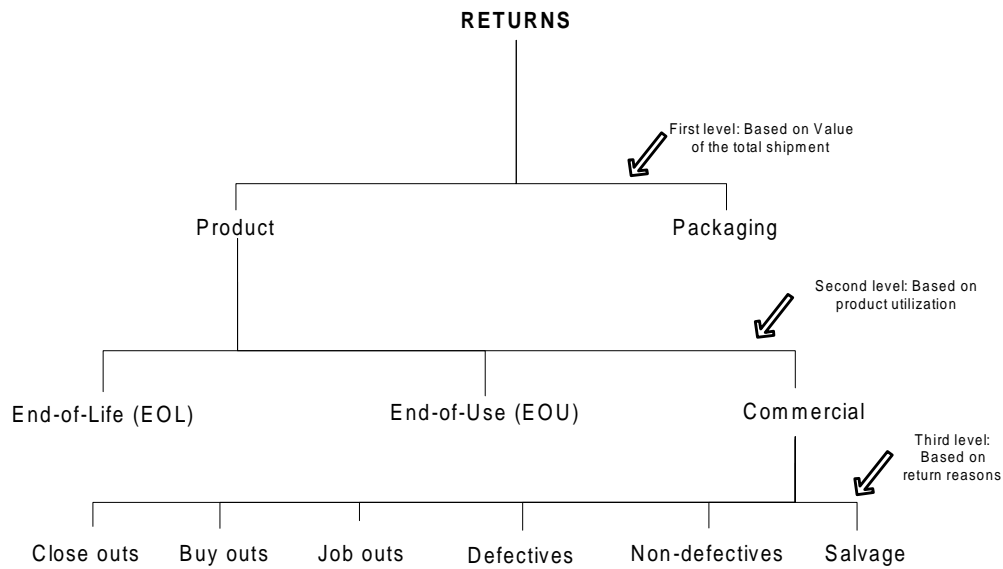 RETURNS
First level: Based on Value
of the total shipment
Product
Packaging
Second level: Based on
product utilization
End-of-Life (EOL)
End-of-Use (EOU)
Commercial
Third level:
Based on
return reasons
Close outs
Buy outs
Job outs
Defectives
Non-defectives
Salvage